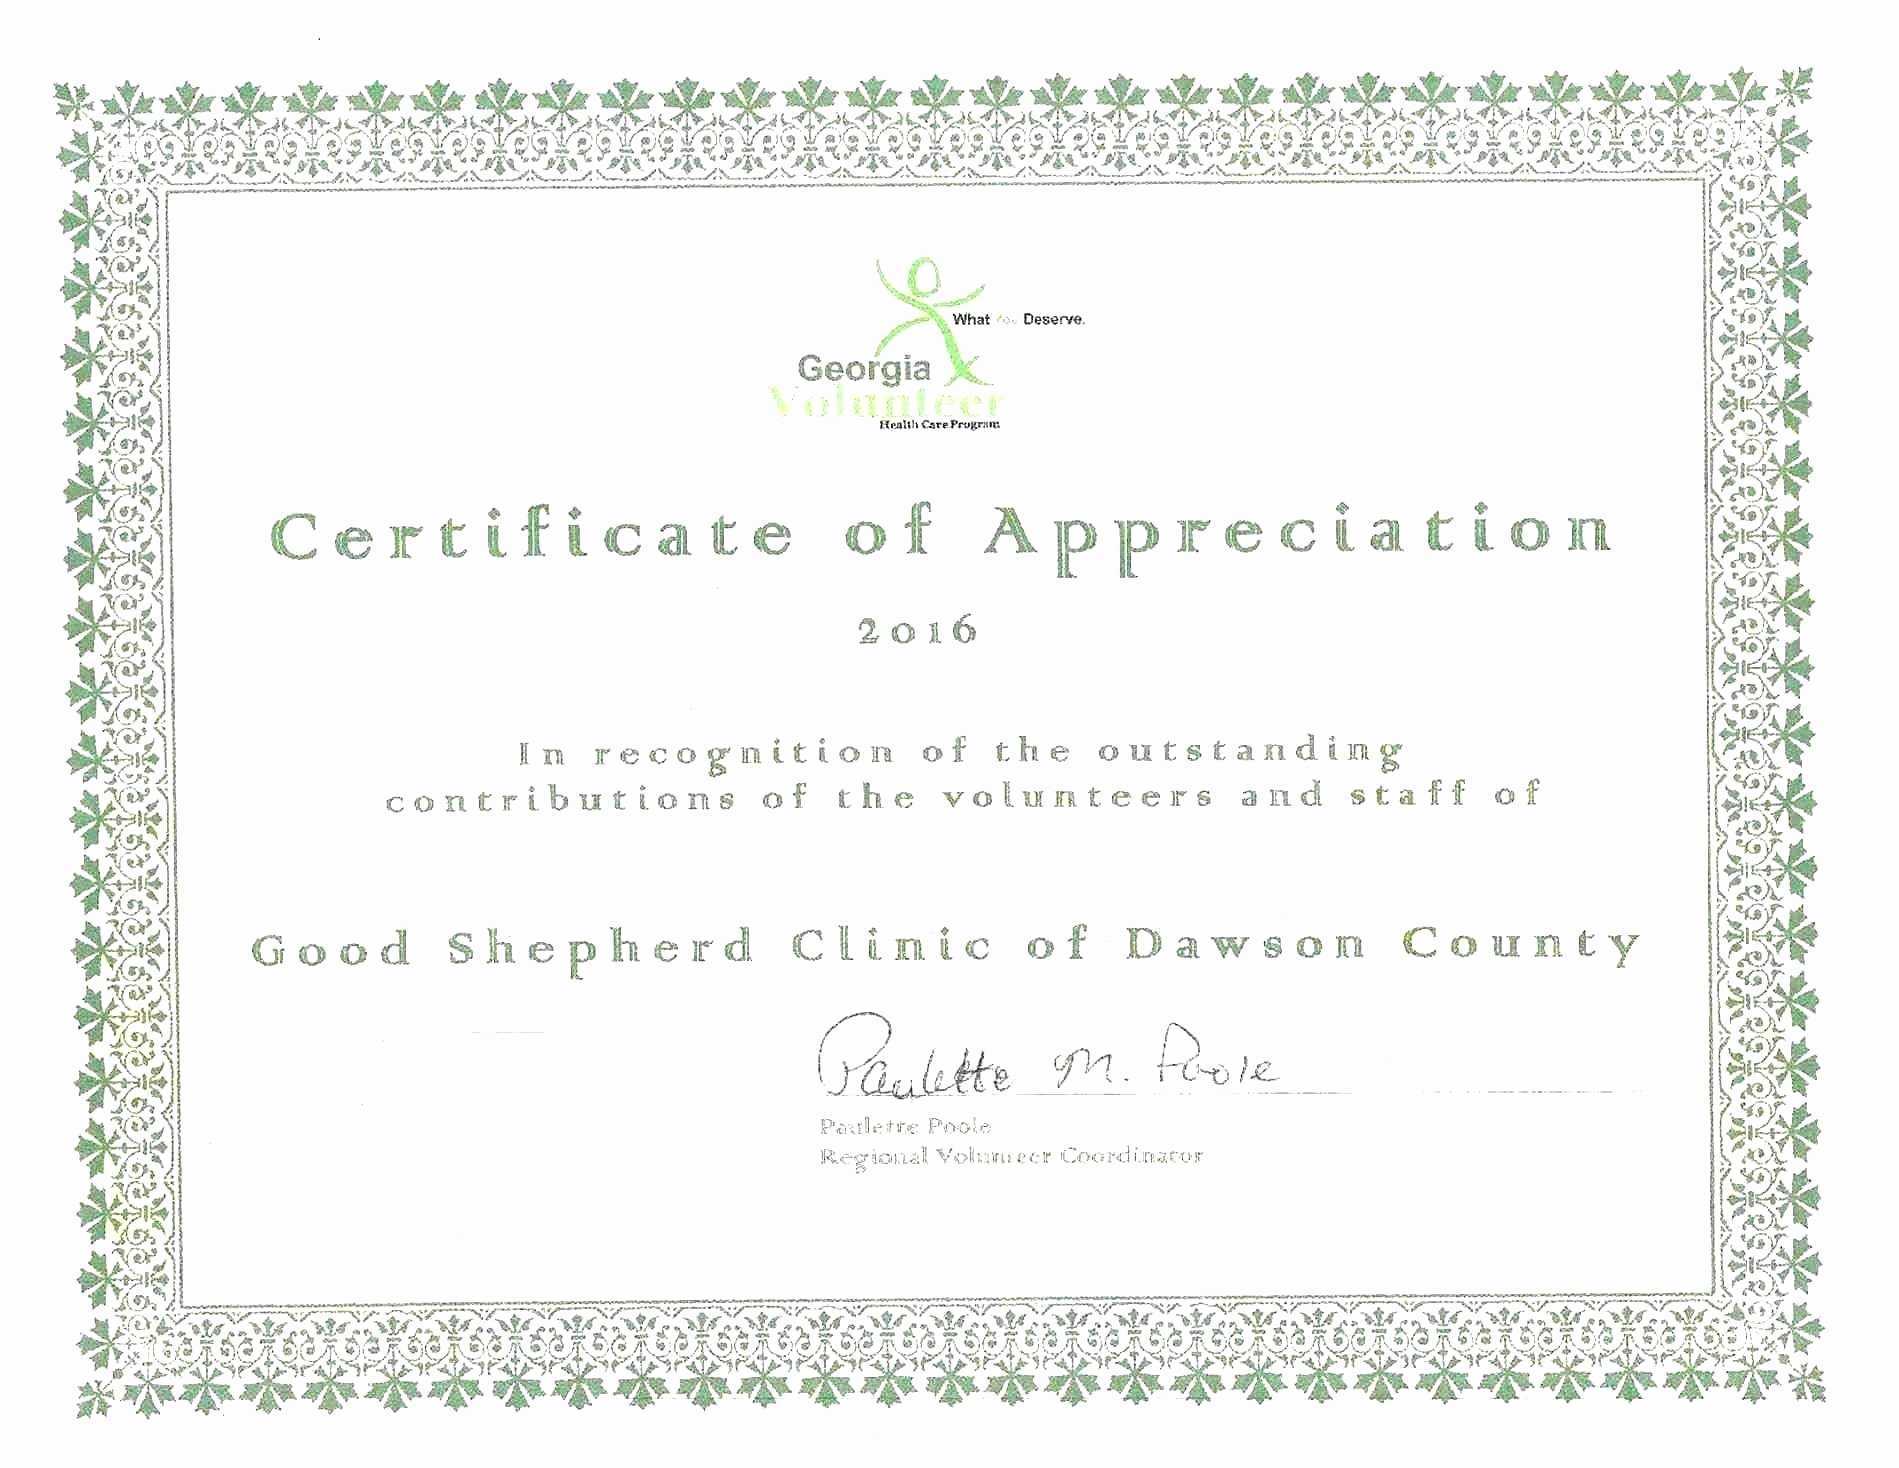 What You Deserve.
Georgia
Volunteer
Health Care Program
Certificate of Appreciation
2016
In recognition of the outstanding
contributions of the volunteers and staff of
Good Shepherd Clinic of Dawson County
Paulette M. Poole
Paulette Poole
Regional Volunteer Coordinator